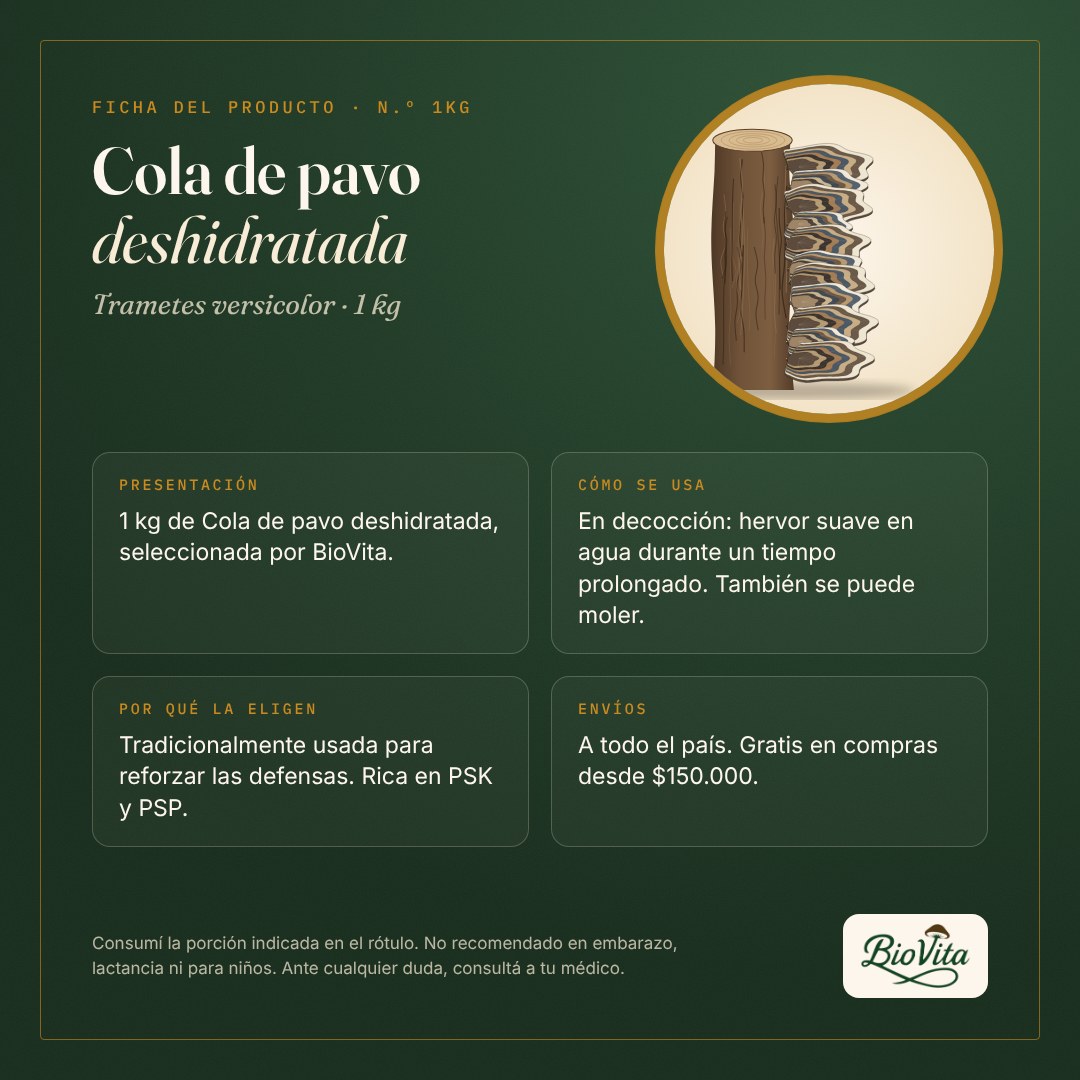 FICHA DEL PRODUCTO · N.º 1KG
Cola de pavo
deshidratada
Trametes versicolor · 1 kg
PRESENTACIÓN
1 kg de Cola de pavo deshidratada,
seleccionada por BioVita.
CÓMO SE USA
En decocción: hervor suave en
agua durante un tiempo
prolongado. También se puede
moler.
POR QUÉ LA ELIGEN
Tradicionalmente usada para
reforzar las defensas. Rica en PSK
y PSP.
ENVÍOS
A todo el país. Gratis en compras
desde $150.000.
Consumí la porción indicada en el rótulo. No recomendado en embarazo,
lactancia ni para niños. Ante cualquier duda, consultá a tu médico.
BioVita